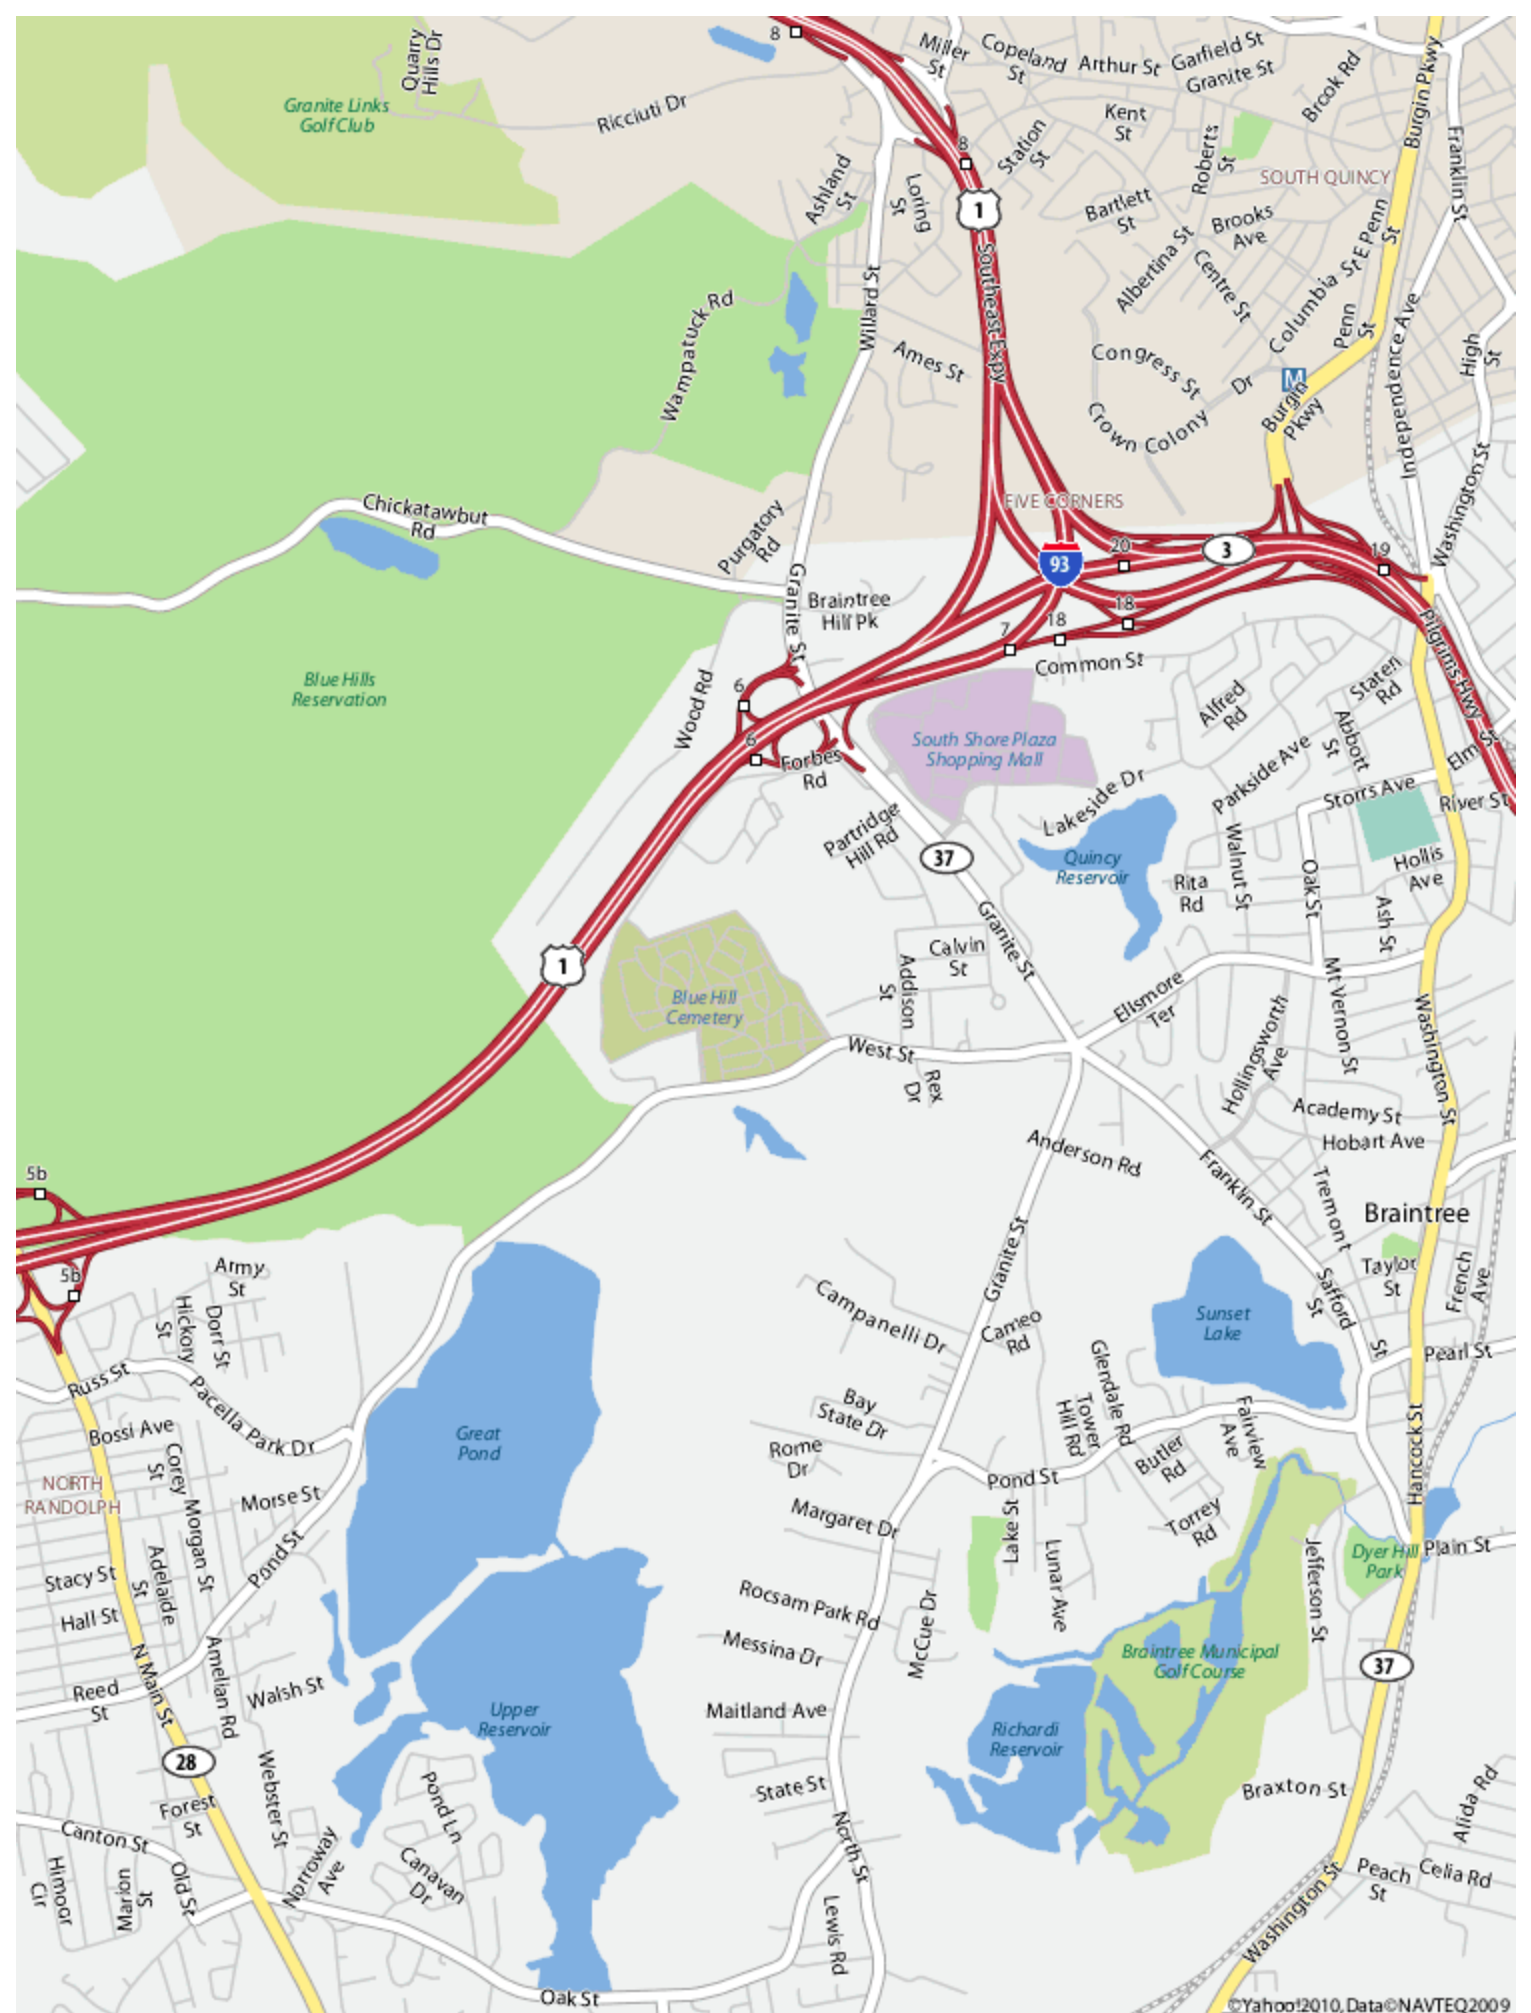 8
Quarry
Hills Dr
Granite Links
Golf Club
Ricciuti Dr
Miller
St
Copeland
St
Arthur St
Garfield St
Granite St
Brook Rd
Burgin Pkwy
Burgin Pkwy
Franklin St
Kent
St
Station
St
Roberts
St
SOUTH QUINCY
8
Ashland
St
Loring
St
1
Bartlett
St
Brooks
Ave
Albertina St
Centre St
Columbia St
E Penn
St
Penn
St
Willard St
Southeast Expy
Wampatuck Rd
Ames St
Congress St
Crown Colony Dr
M
Burgin
Pkwy
Independence Ave
High
St
Washington St
Chickatawbut
Rd
Purgatory
Rd
FIVE CORNERS
93
20
3
19
18
18
7
Granite St
Braintree
Hill Pk
Common St
Pilgrims Hwy
Blue Hills
Reservation
Wood Rd
6
6
Forbes
Rd
South Shore Plaza
Shopping Mall
Alfred
Rd
Staten
Rd
Abbott
St
Elm St
Parkside Ave
Storrs Ave
River St
Lakeside Dr
Partridge
Hill Rd
37
Quincy
Reservoir
Rita
Rd
Walnut St
Oak St
Hollis
Ave
Ash St
Granite St
Calvin
St
Addison
St
1
Blue Hill
Cemetery
Ellsmore
Ter
Mt Vernon St
Washington St
West St
Rex
Dr
Hollingsworth
Ave
Academy St
Hobart Ave
Anderson Rd
Franklin St
Tremont
St
Braintree
5b
5b
Army
St
Hickory
St
Dorr St
Granite St
Campanelli Dr
Cameo
Rd
Sunset
Lake
Safford
St
Taylor
St
French
Ave
Pearl St
Russ St
Pacella Park Dr
Bossi Ave
Corey
St
Morgan St
Great
Pond
Bay
State Dr
Rome
Dr
Glendale Rd
Tower
Hill Rd
Butler
Rd
Fairview
Ave
Hancock St
NORTH
RANDOLPH
Morse St
Pond St
Pond St
Margaret Dr
Lake St
Lunar Ave
Torrey
Rd
Jefferson St
Dyer Hill
Park
Plain St
Stacy St
Adelaide
St
Hall St
Rocsam Park Rd
McCue Dr
Messina Dr
Braintree Municipal
Golf Course
37
N Main St
Amelian Rd
Walsh St
Reed
St
Upper
Reservoir
Maitland Ave
Richardi
Reservoir
28
Webster St
Pond Ln
State St
Braxton St
Alida Rd
Forest
St
Canton St
North St
Himoor
Cir
Marion
St
Old St
Norroway
Ave
Canavan
Dr
Peach
St
Celia Rd
Lewis Rd
Washington St
Oak St
©Yahoo!2010, Data©NAVTEQ2009